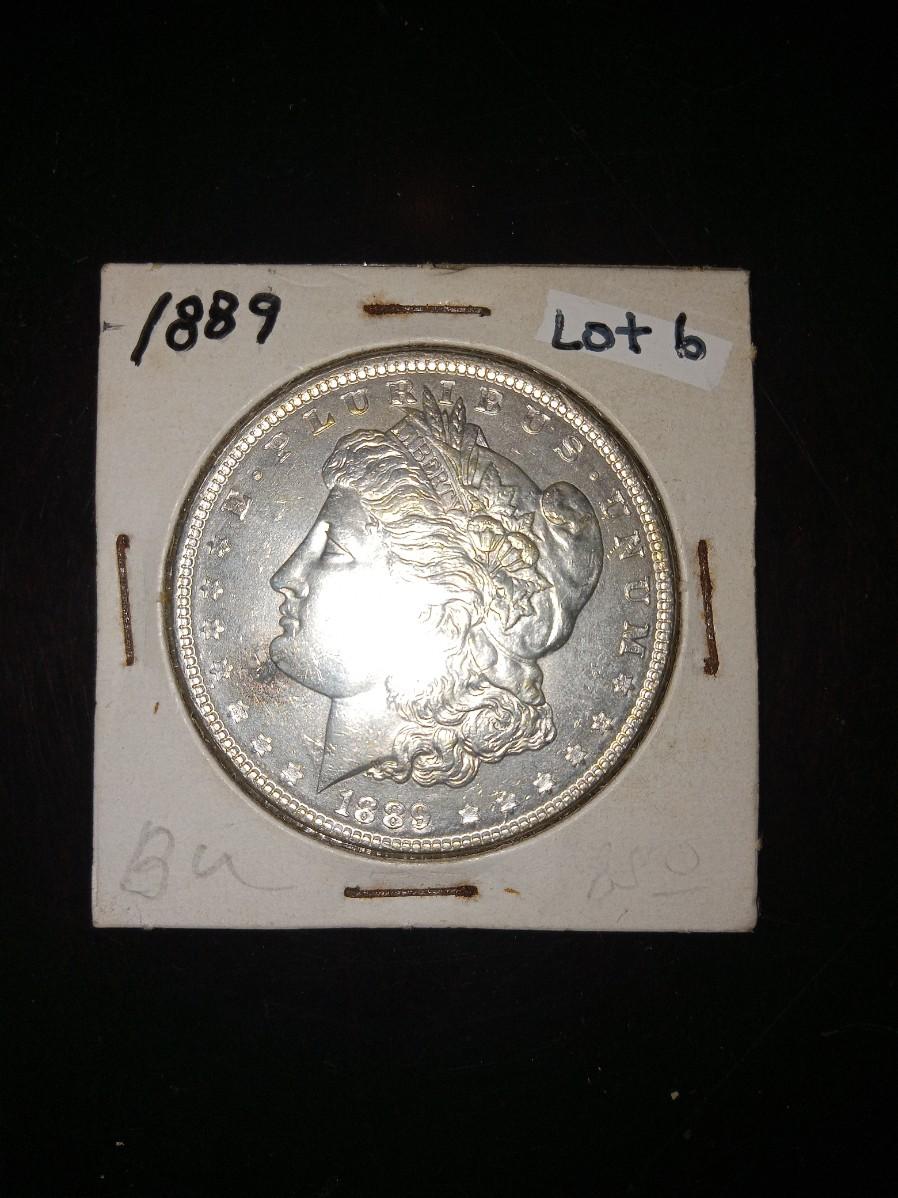 1889
Lot 6
E · PLURIBUS · UNUM
LIBERTY
1889
Bu